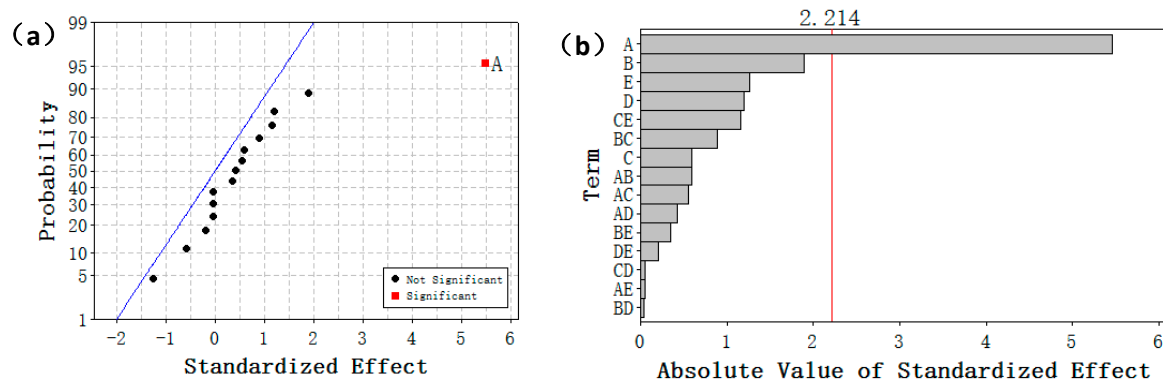 (a)
Probability
99
95
90
80
70
60
50
40
30
20
10
5
1
A
Not Significant
Significant
-2 -1 0 1 2 3 4 5 6
Standardized Effect
(b)
2.214
Term
A
B
E
D
CE
BC
C
AB
AC
AD
BE
DE
CD
AE
BD
0 1 2 3 4 5 6
Absolute Value of Standardized Effect